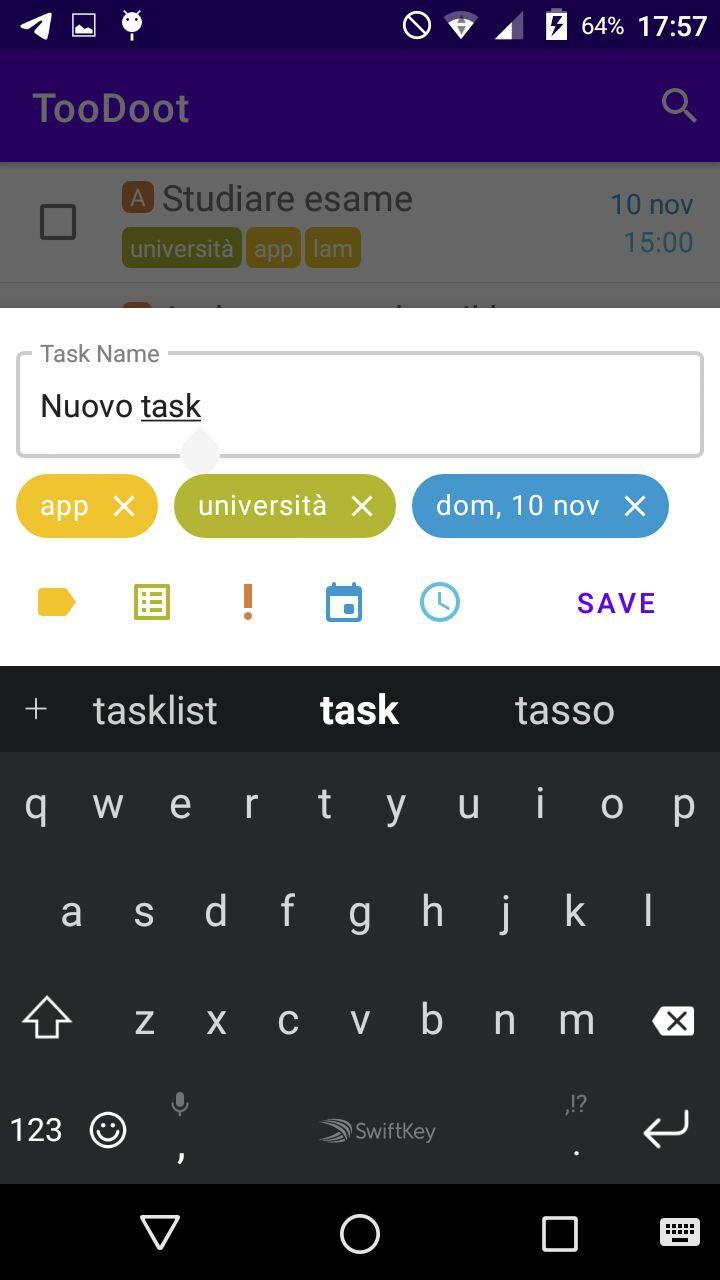 64% 17:57
TooDoot
A Studiare esame 10 nov
università app lam 15:00
Task Name
Nuovo task
app università dom, 10 nov
SAVE
tasklist task tasso
q w e r t y u i o p
a s d f g h j k l
z x c v b n m
,!?
123 , SwiftKey .